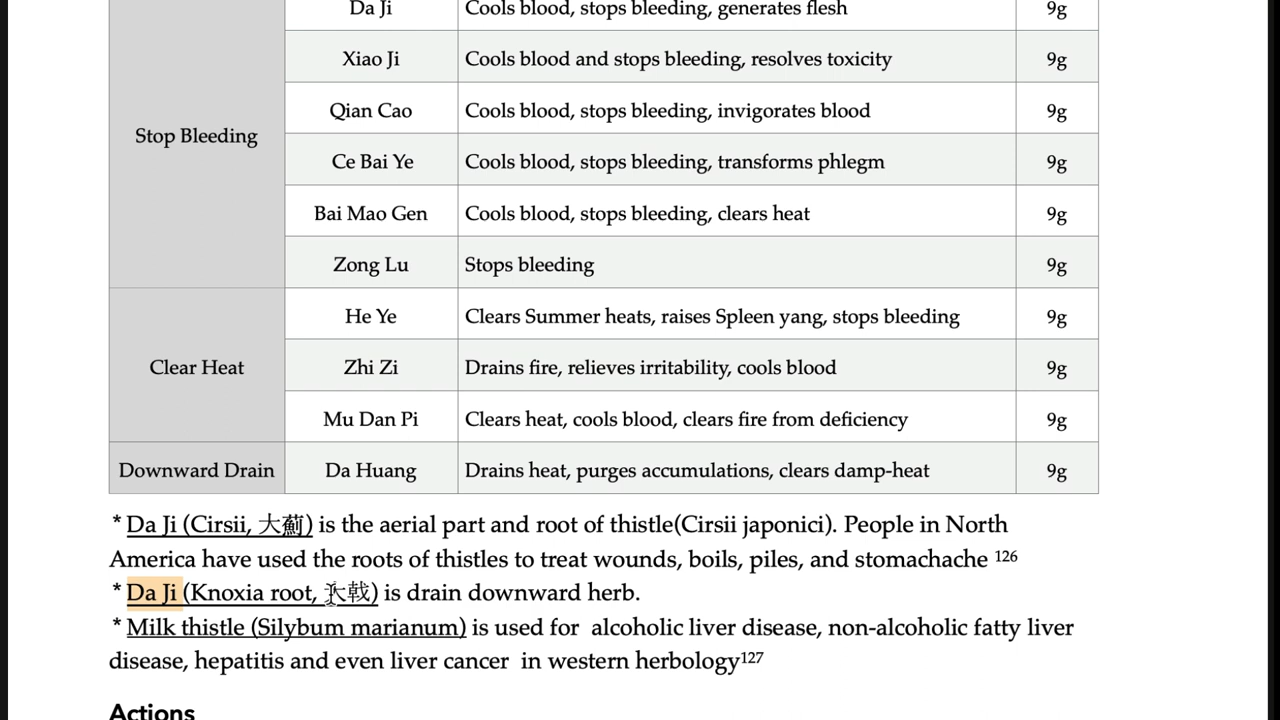 Da Ji Cools blood, stops bleeding, generates flesh 9g
Xiao Ji Cools blood and stops bleeding, resolves toxicity 9g
Qian Cao Cools blood, stops bleeding, invigorates blood 9g
Stop Bleeding
Ce Bai Ye Cools blood, stops bleeding, transforms phlegm 9g
Bai Mao Gen Cools blood, stops bleeding, clears heat 9g
Zong Lu Stops bleeding 9g
He Ye Clears Summer heats, raises Spleen yang, stops bleeding 9g
Clear Heat Zhi Zi Drains fire, relieves irritability, cools blood 9g
Mu Dan Pi Clears heat, cools blood, clears fire from deficiency 9g
Downward Drain Da Huang Drains heat, purges accumulations, clears damp-heat 9g
* Da Ji (Cirsii, 大薊) is the aerial part and root of thistle(Cirsii japonici). People in North
America have used the roots of thistles to treat wounds, boils, piles, and stomachache 126
* Da Ji (Knoxia root, 大戟) is drain downward herb.
* Milk thistle (Silybum marianum) is used for alcoholic liver disease, non-alcoholic fatty liver
disease, hepatitis and even liver cancer in western herbology127
Actions